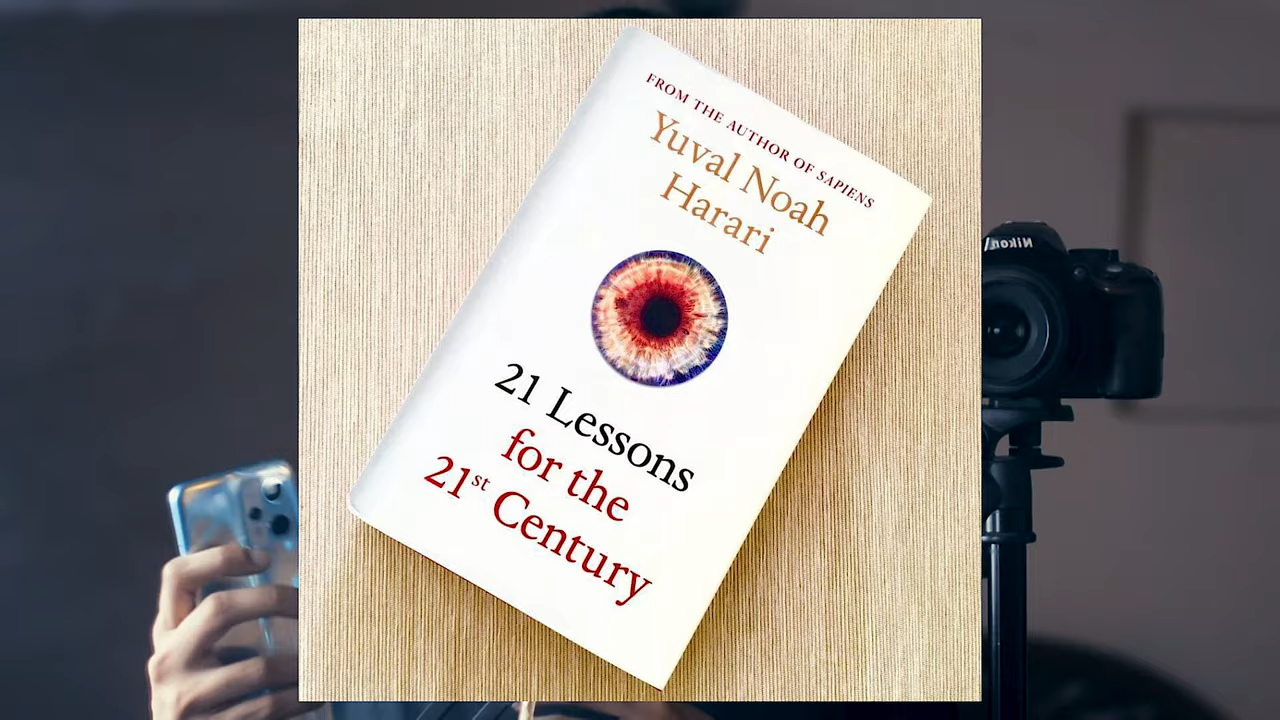 FROM THE AUTHOR OF SAPIENS
Yuval Noah
Harari
21 Lessons
for the
21st Century
Nikon